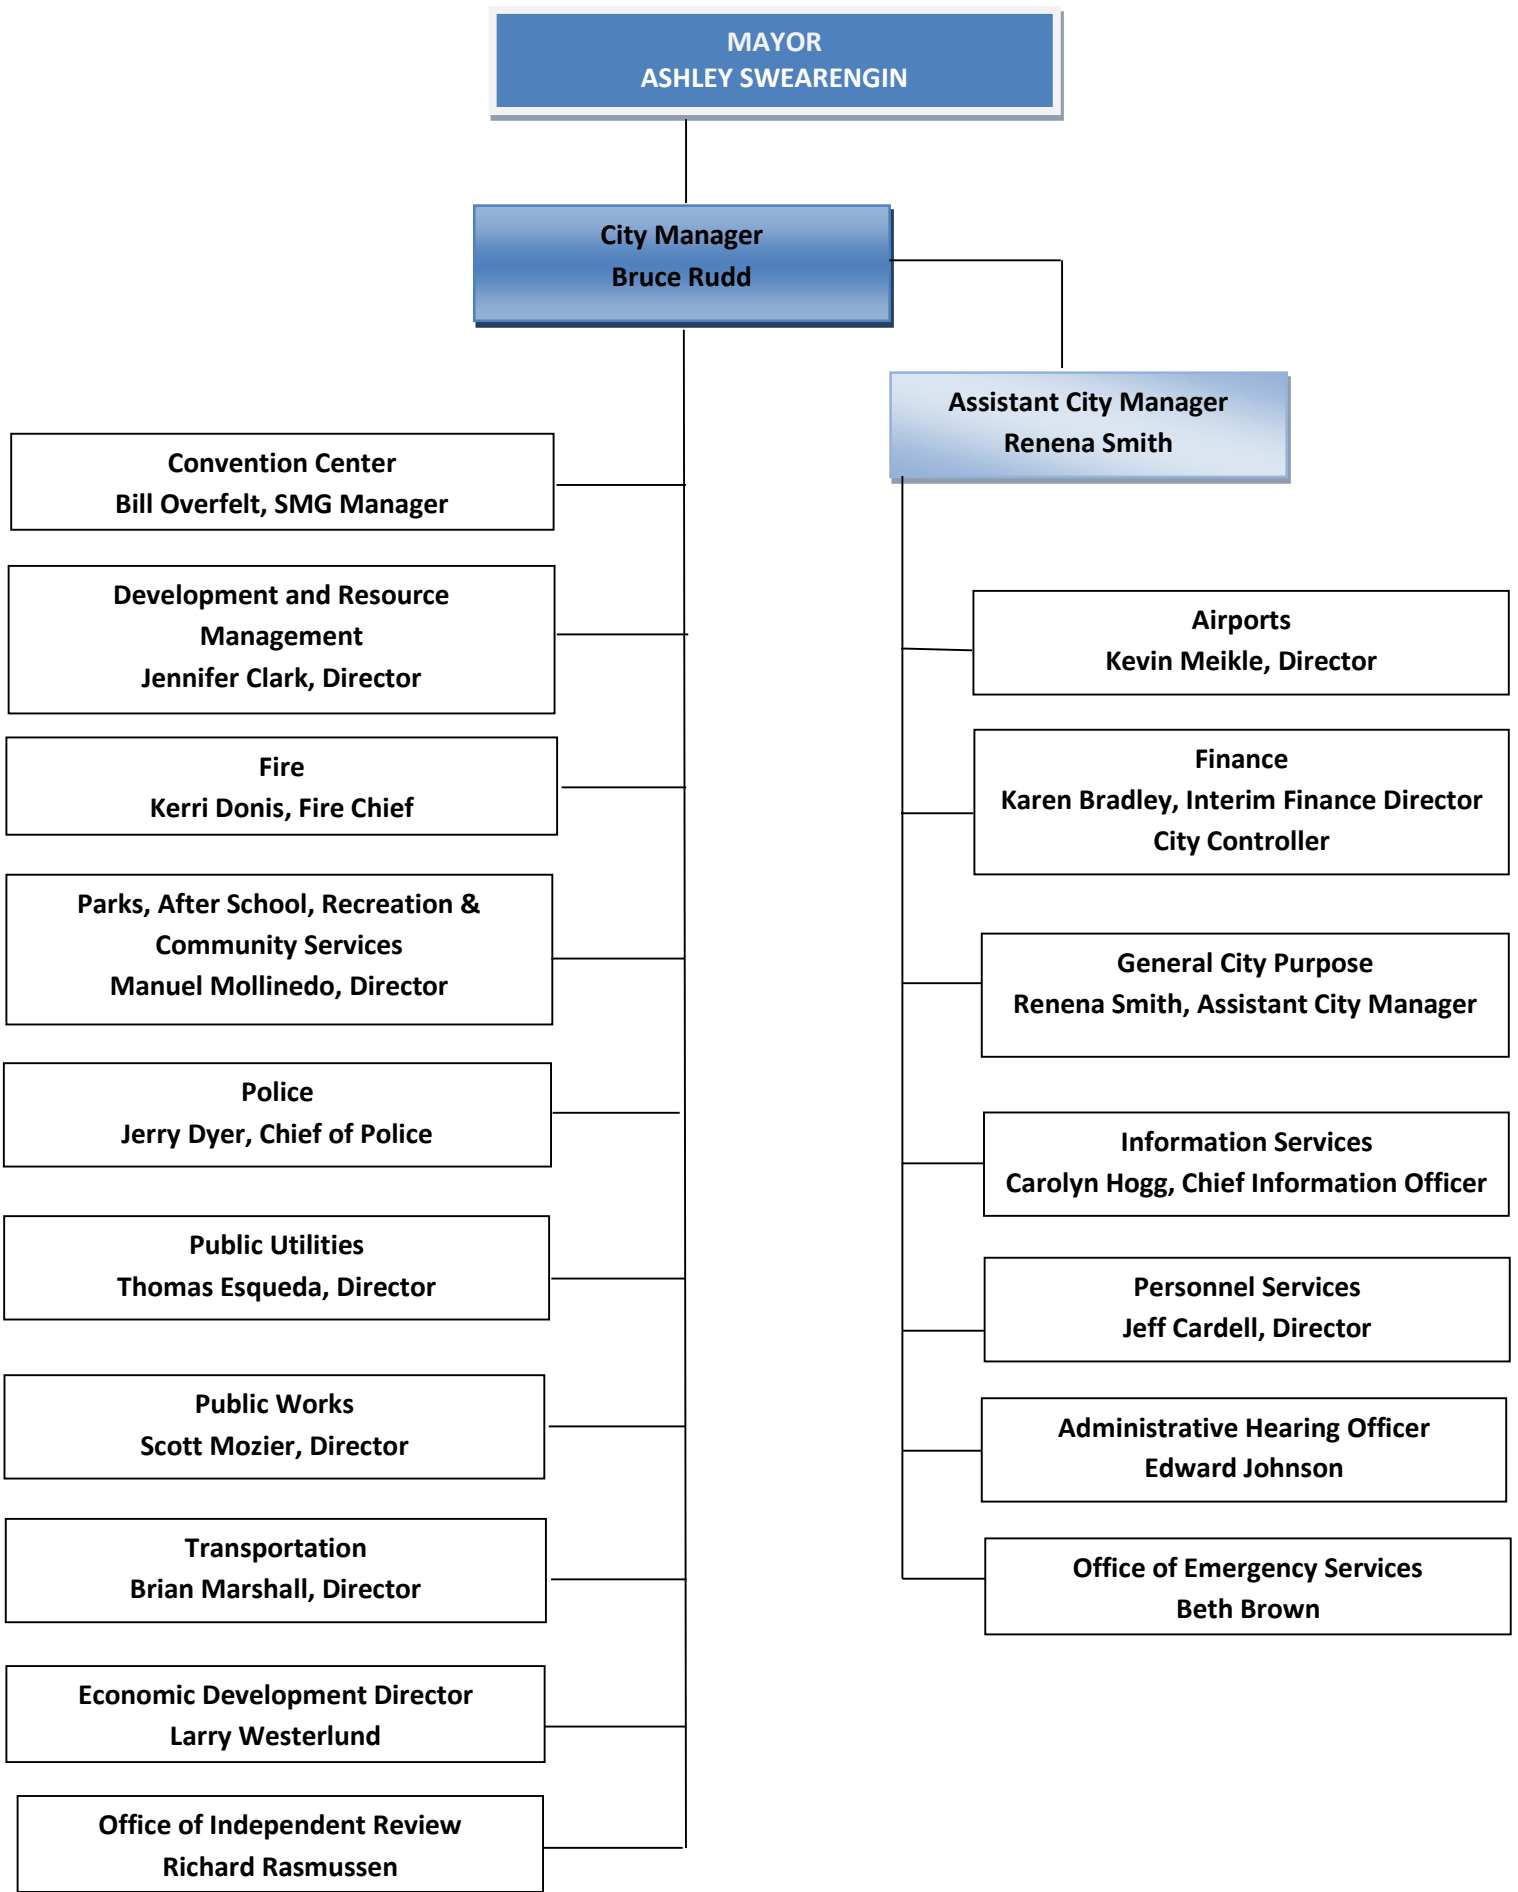 MAYOR
ASHLEY SWEARENGIN
City Manager
Bruce Rudd
Assistant City Manager
Renena Smith
Convention Center
Bill Overfelt, SMG Manager
Development and Resource
Management
Jennifer Clark, Director
Fire
Kerri Donis, Fire Chief
Parks, After School, Recreation &
Community Services
Manuel Mollinedo, Director
Police
Jerry Dyer, Chief of Police
Public Utilities
Thomas Esqueda, Director
Public Works
Scott Mozier, Director
Transportation
Brian Marshall, Director
Economic Development Director
Larry Westerlund
Office of Independent Review
Richard Rasmussen
Airports
Kevin Meikle, Director
Finance
Karen Bradley, Interim Finance Director
City Controller
General City Purpose
Renena Smith, Assistant City Manager
Information Services
Carolyn Hogg, Chief Information Officer
Personnel Services
Jeff Cardell, Director
Administrative Hearing Officer
Edward Johnson
Office of Emergency Services
Beth Brown